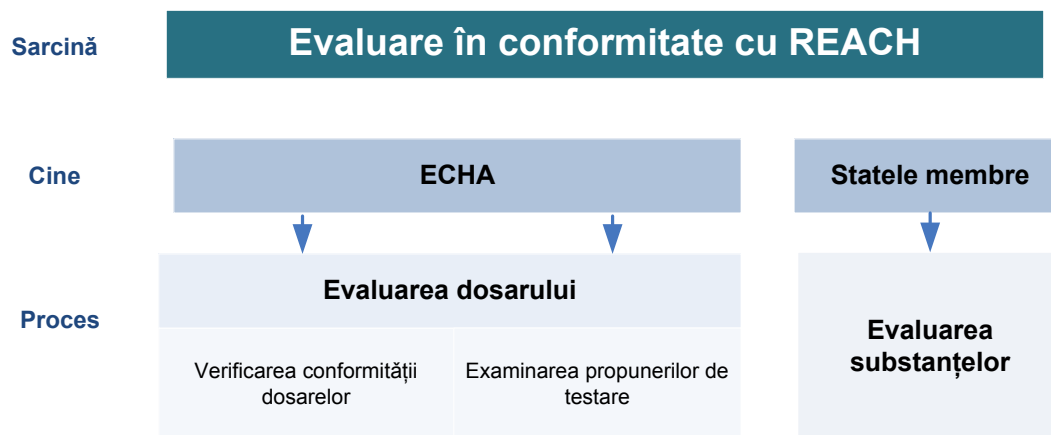 Sarcină
Evaluare în conformitate cu REACH
Cine
ECHA
Statele membre
Proces
Evaluarea dosarului
Verificarea conformității
dosarelor
Examinarea propunerilor de
testare
Evaluarea
substanțelor